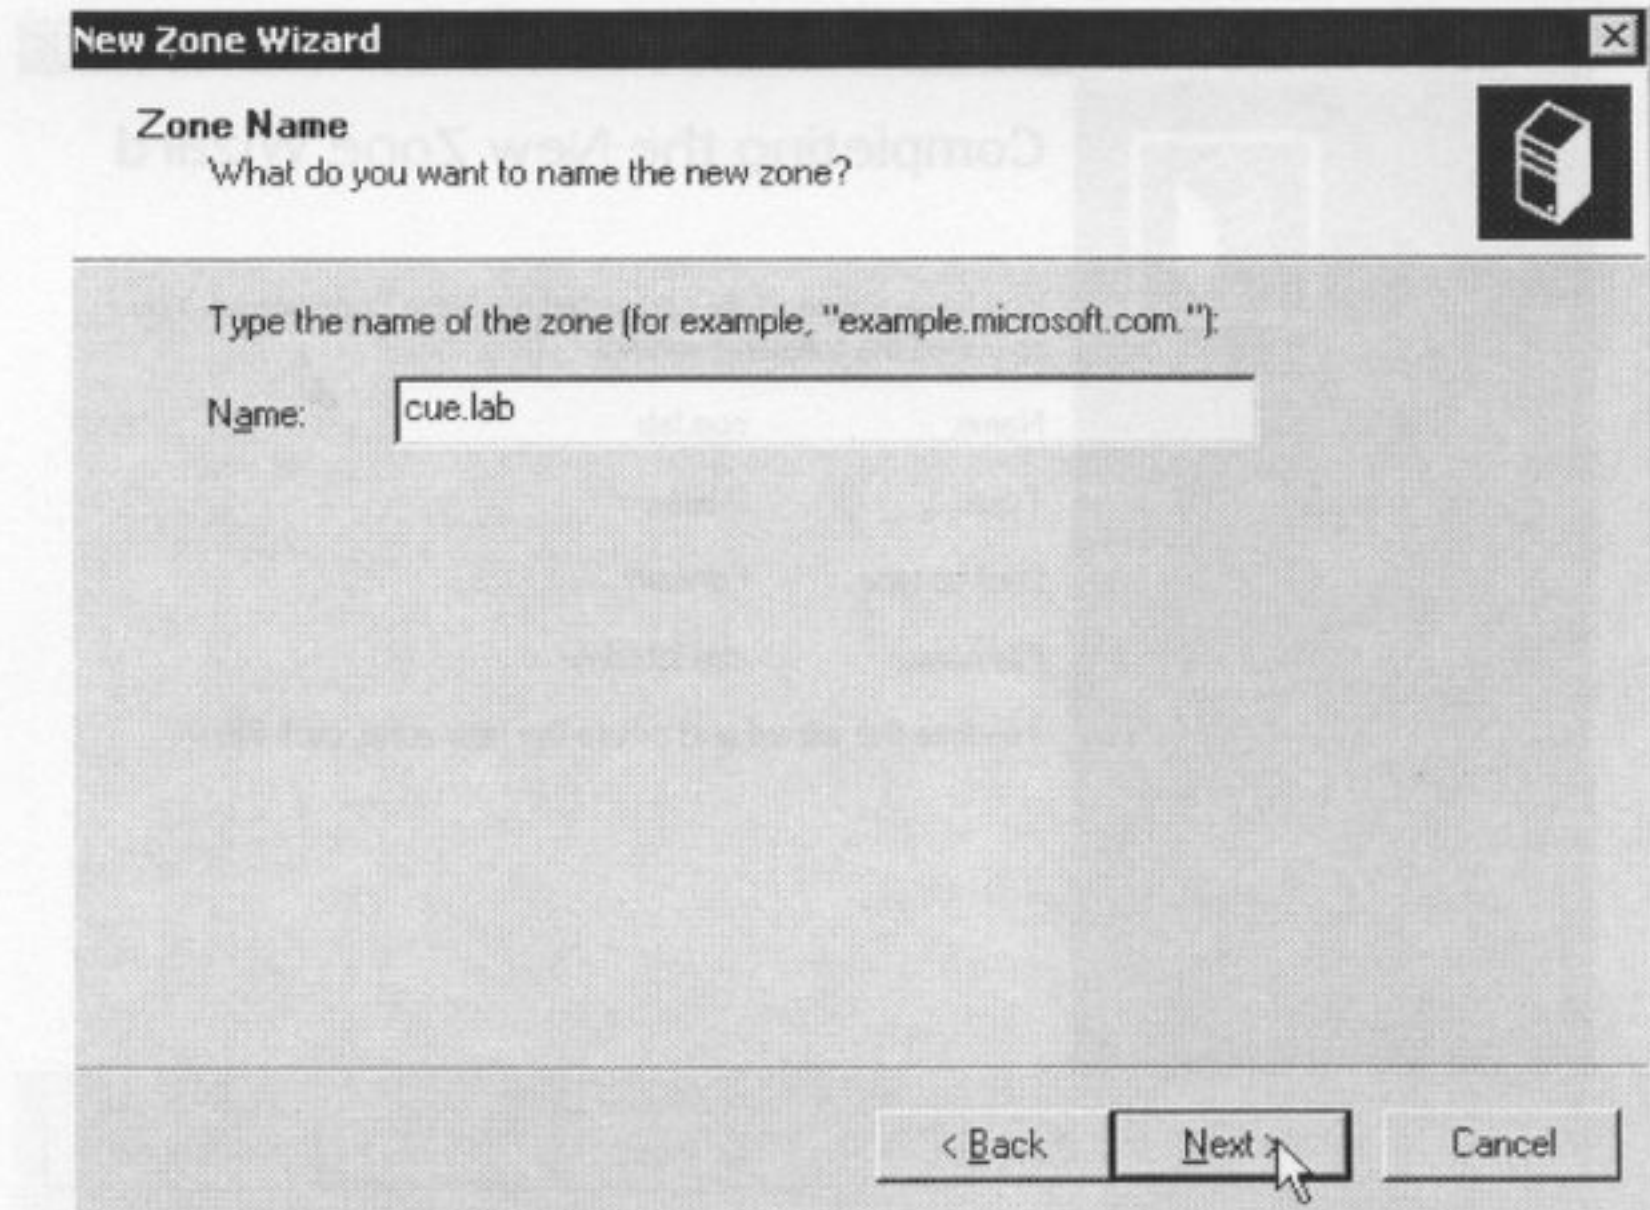 New Zone Wizard
Zone Name
What do you want to name the new zone?
Type the name of the zone (for example, "example.microsoft.com."):
Name: cue.lab
< Back Next > Cancel